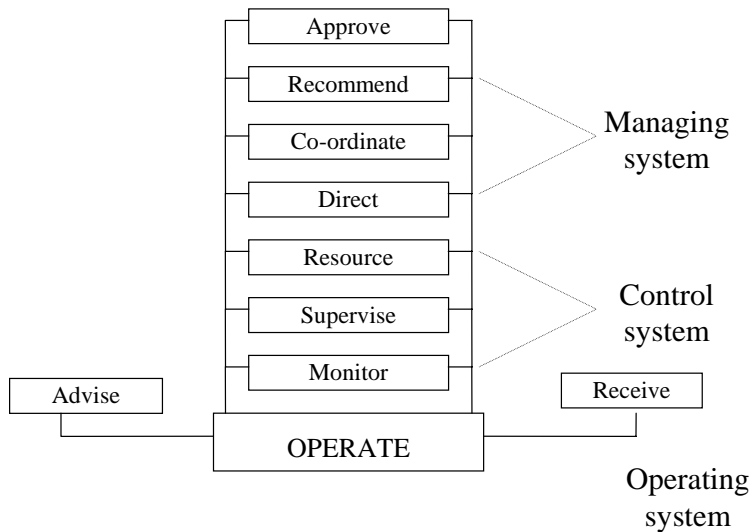 Approve
Recommend
Co-ordinate
Direct
Resource
Supervise
Monitor
Managing
system
Control
system
Advise
Receive
OPERATE
Operating
system